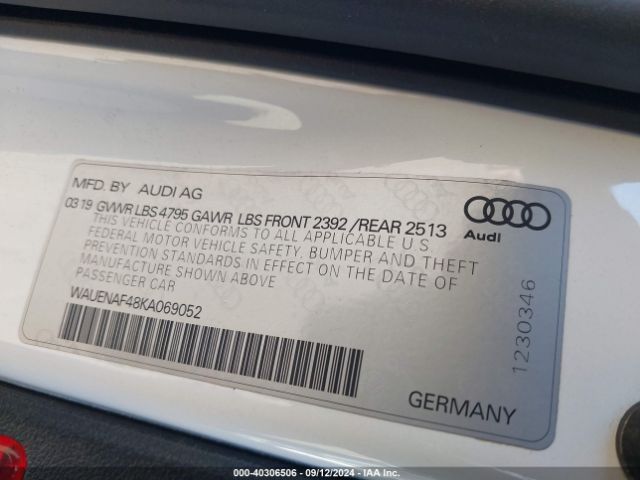 MFD. BY AUDI AG
0319 GVWR LBS 4795 GAWR LBS FRONT 2392 /REAR 2513
THIS VEHICLE CONFORMS TO ALL APPLICABLE U.S.
FEDERAL MOTOR VEHICLE SAFETY, BUMPER AND THEFT
PREVENTION STANDARDS IN EFFECT ON THE DATE OF
MANUFACTURE SHOWN ABOVE
PASSENGER CAR
WAUENAF48KA069052
Audi
1230346
GERMANY
000-40306506 - 09/12/2024 - IAA Inc.